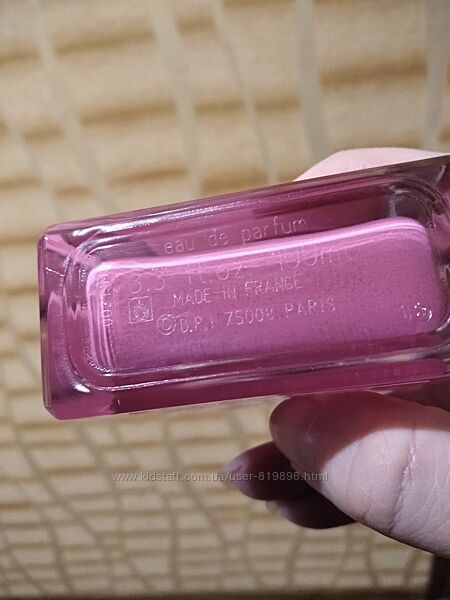 eau de parfum
3.3 fl. oz. 100ml
MADE IN FRANCE
© B.P.I 75008 PARIS
www.kidstaff.com.ua/user-819898.html